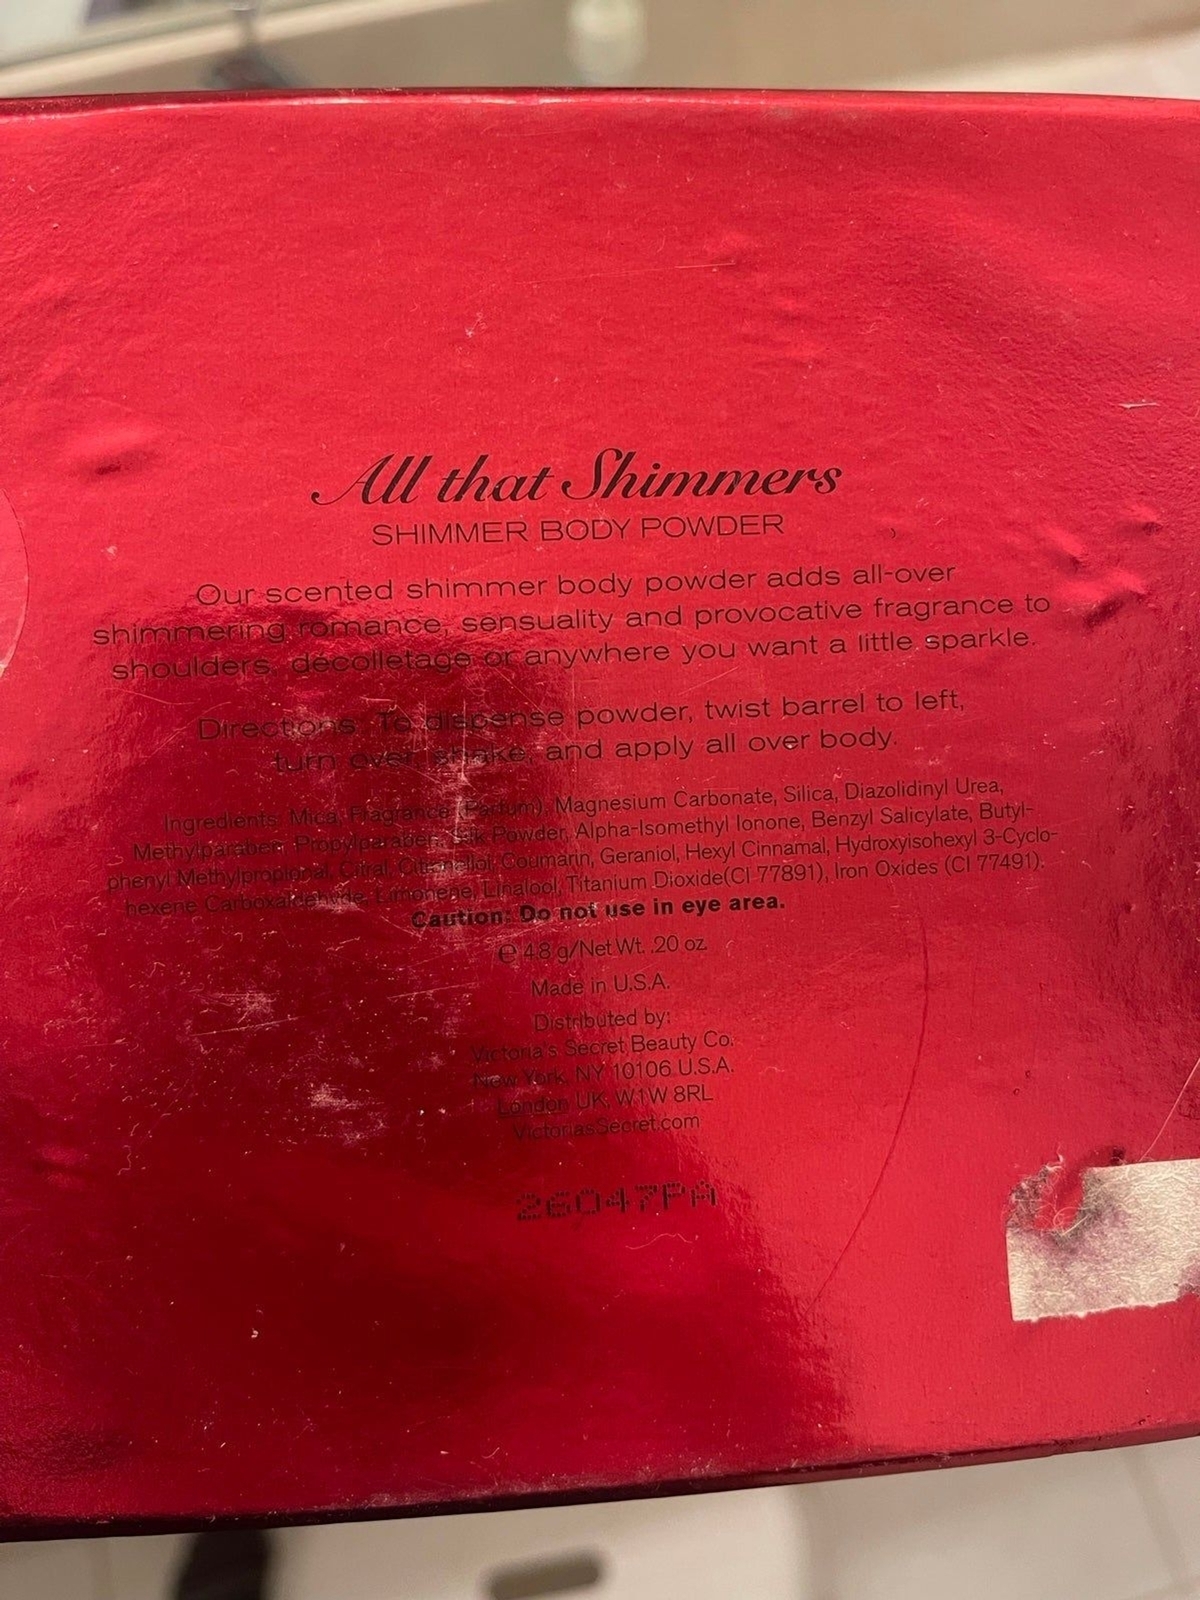 All that Shimmers
SHIMMER BODY POWDER
Our scented shimmer body powder adds all-over
shimmering romance, sensuality and provocative fragrance to
shoulders, décolletage or anywhere you want a little sparkle.
Directions: To dispense powder, twist barrel to left,
turn over, shake, and apply all over body.
Ingredients: Mica, Fragrance (Parfum), Magnesium Carbonate, Silica, Diazolidinyl Urea,
Methylparaben, Propylparaben, Silk Powder, Alpha-Isomethyl Ionone, Benzyl Salicylate, Butyl-
phenyl Methylpropional, Citral, Citronellol, Coumarin, Geraniol, Hexyl Cinnamal, Hydroxyisohexyl 3-Cyclo-
hexene Carboxaldehyde, Limonene, Linalool, Titanium Dioxide(CI 77891), Iron Oxides (CI 77491).
Caution: Do not use in eye area.
℮ 4.8 g/Net Wt. .20 oz.
Made in U.S.A.
Distributed by:
Victoria's Secret Beauty Co.
New York, NY 10106 U.S.A.
London UK, W1W 8RL
VictoriasSecret.com
26047PA